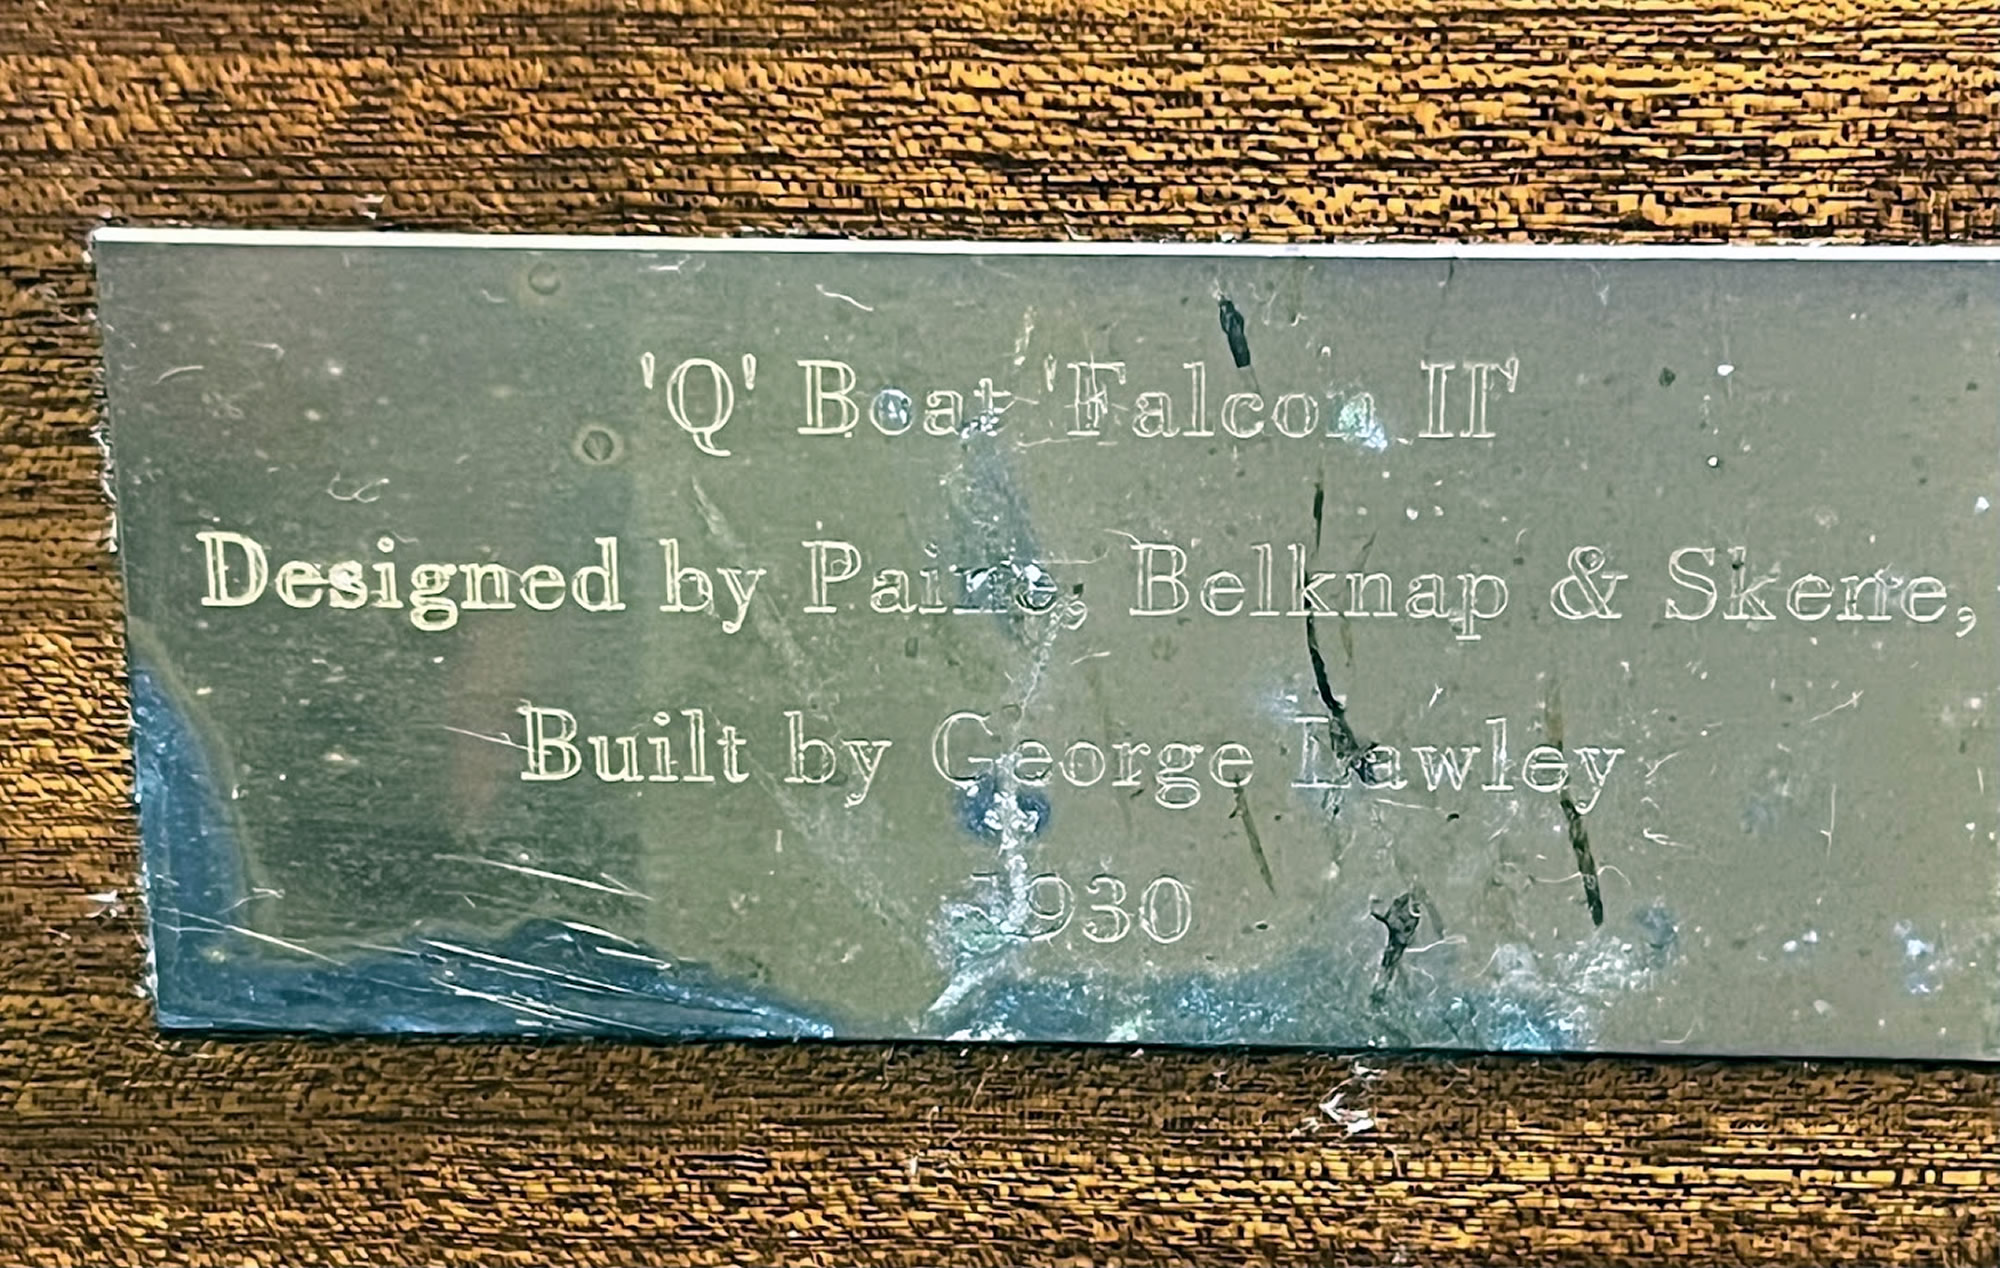 'Q' Boat 'Falcon II'
Designed by Paine, Belknap & Skene,
Built by George Lawley
1930